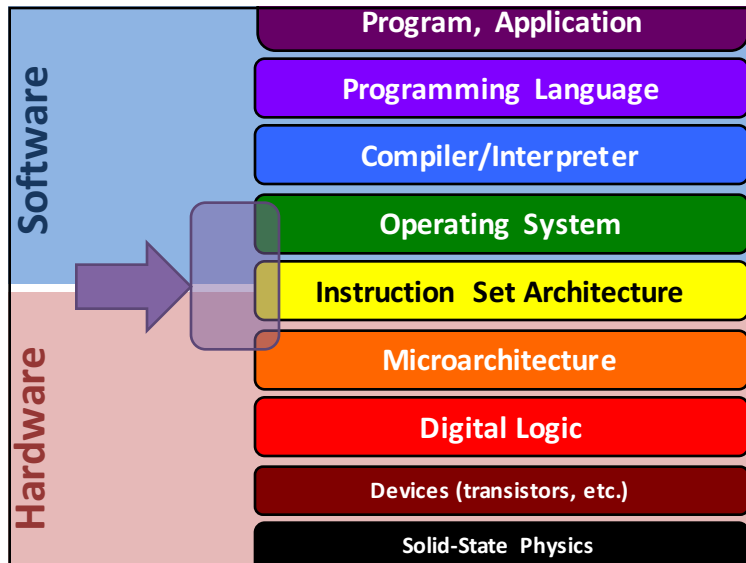 Software
Hardware
Program, Application
Programming Language
Compiler/Interpreter
Operating System
Instruction Set Architecture
Microarchitecture
Digital Logic
Devices (transistors, etc.)
Solid-State Physics